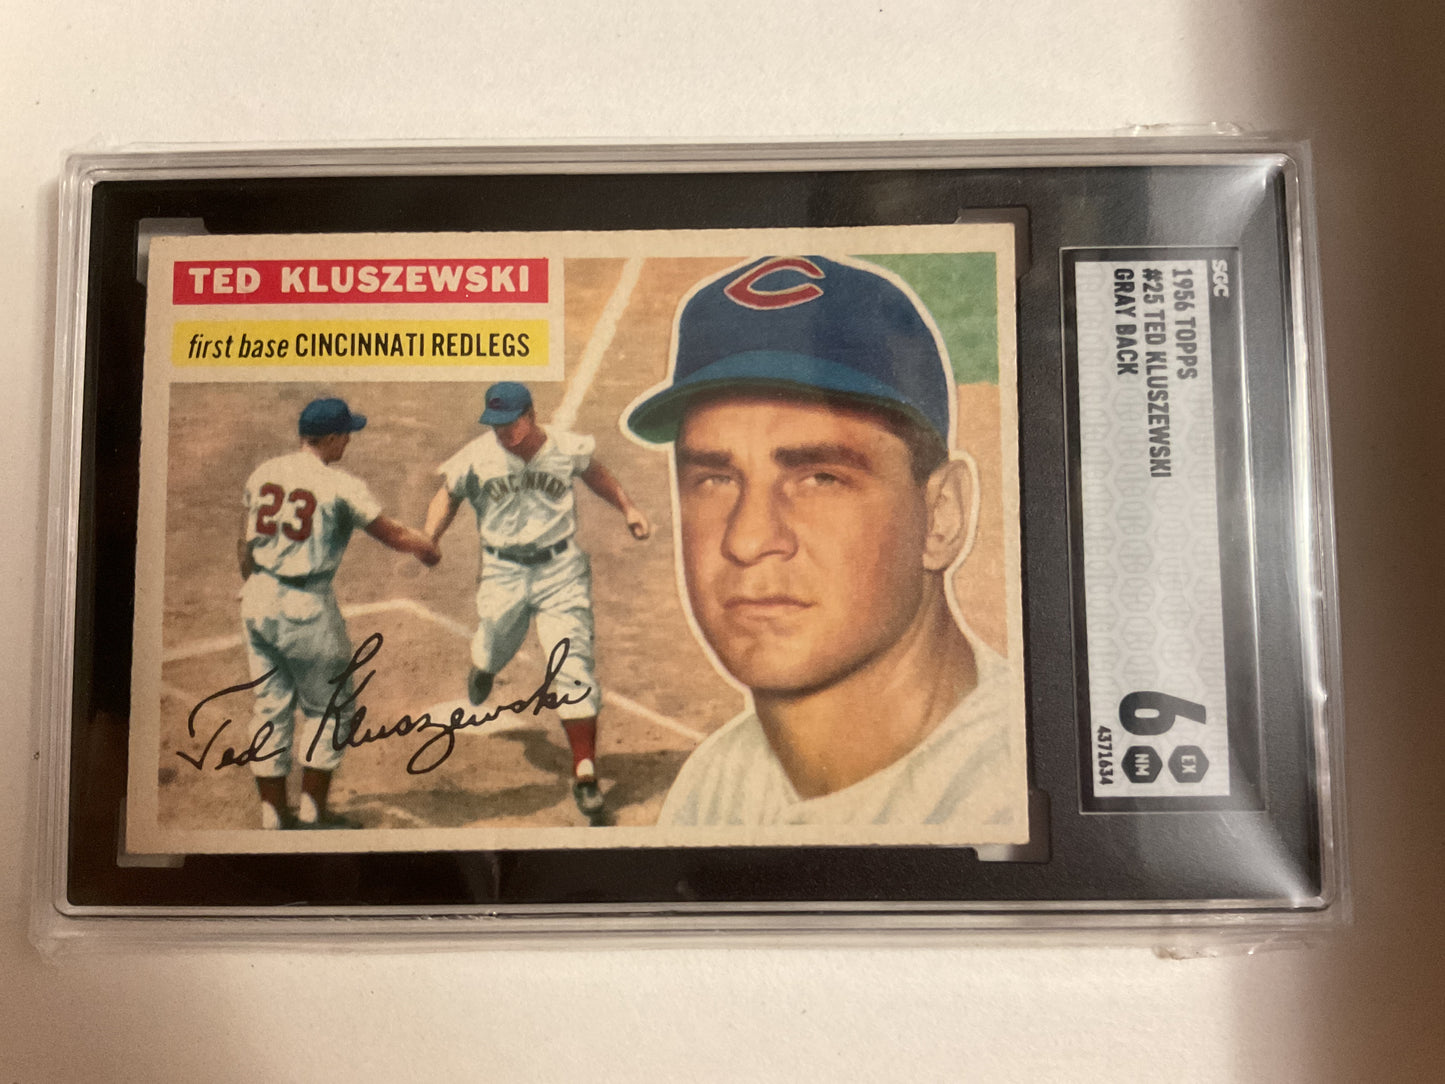 TED KLUSZEWSKI
first base CINCINNATI REDLEGS
23
CINCINNATI
C
Ted Kluszewski
SGC
1956 TOPPS
#25 TED KLUSZEWSKI
GRAY BACK
6
EX
NM
4371634